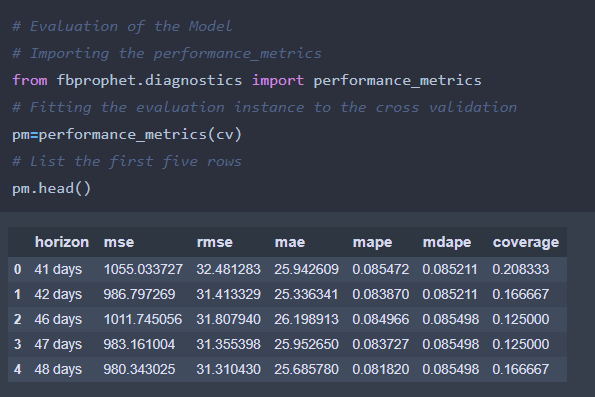 # Evaluation of the Model
# Importing the performance_metrics
from fbprophet.diagnostics import performance_metrics
# Fitting the evaluation instance to the cross validation
pm=performance_metrics(cv)
# List the first five rows
pm.head()
horizon mse rmse mae mape mdape coverage
0 41 days 1055.033727 32.481283 25.942609 0.085472 0.085211 0.208333
1 42 days 986.797269 31.413329 25.336341 0.083870 0.085211 0.166667
2 46 days 1011.745056 31.807940 26.198913 0.084966 0.085498 0.125000
3 47 days 983.161004 31.355398 25.952650 0.083727 0.085498 0.125000
4 48 days 980.343025 31.310430 25.685780 0.081820 0.085498 0.166667